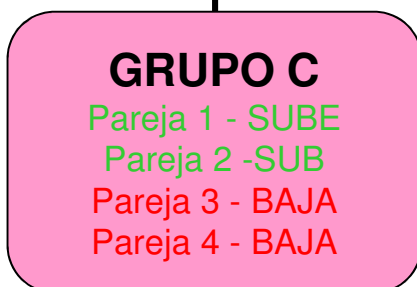 GRUPO C
Pareja 1 - SUBE
Pareja 2 -SUB
Pareja 3 - BAJA
Pareja 4 - BAJA